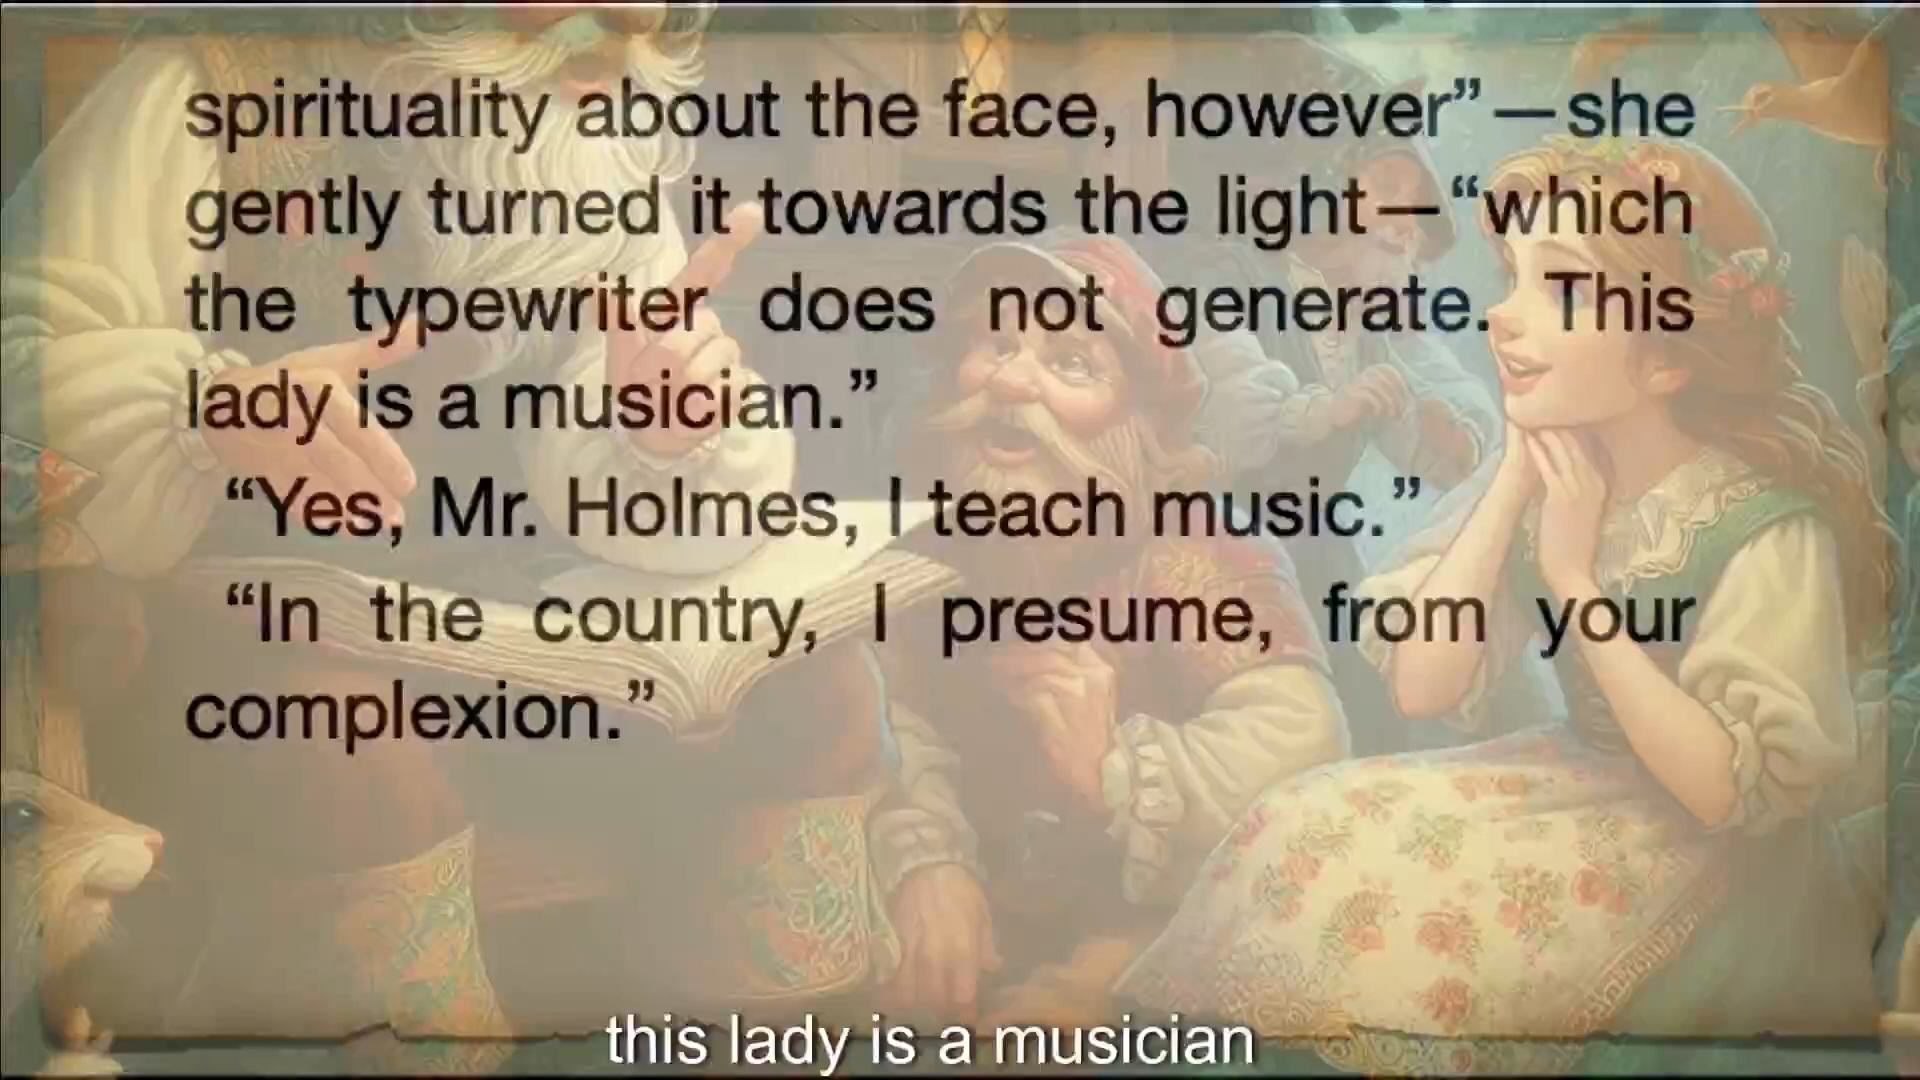 spirituality about the face, however”—she
gently turned it towards the light—“which
the typewriter does not generate. This
lady is a musician.”
“Yes, Mr. Holmes, I teach music.”
“In the country, I presume, from your
complexion.”
this lady is a musician